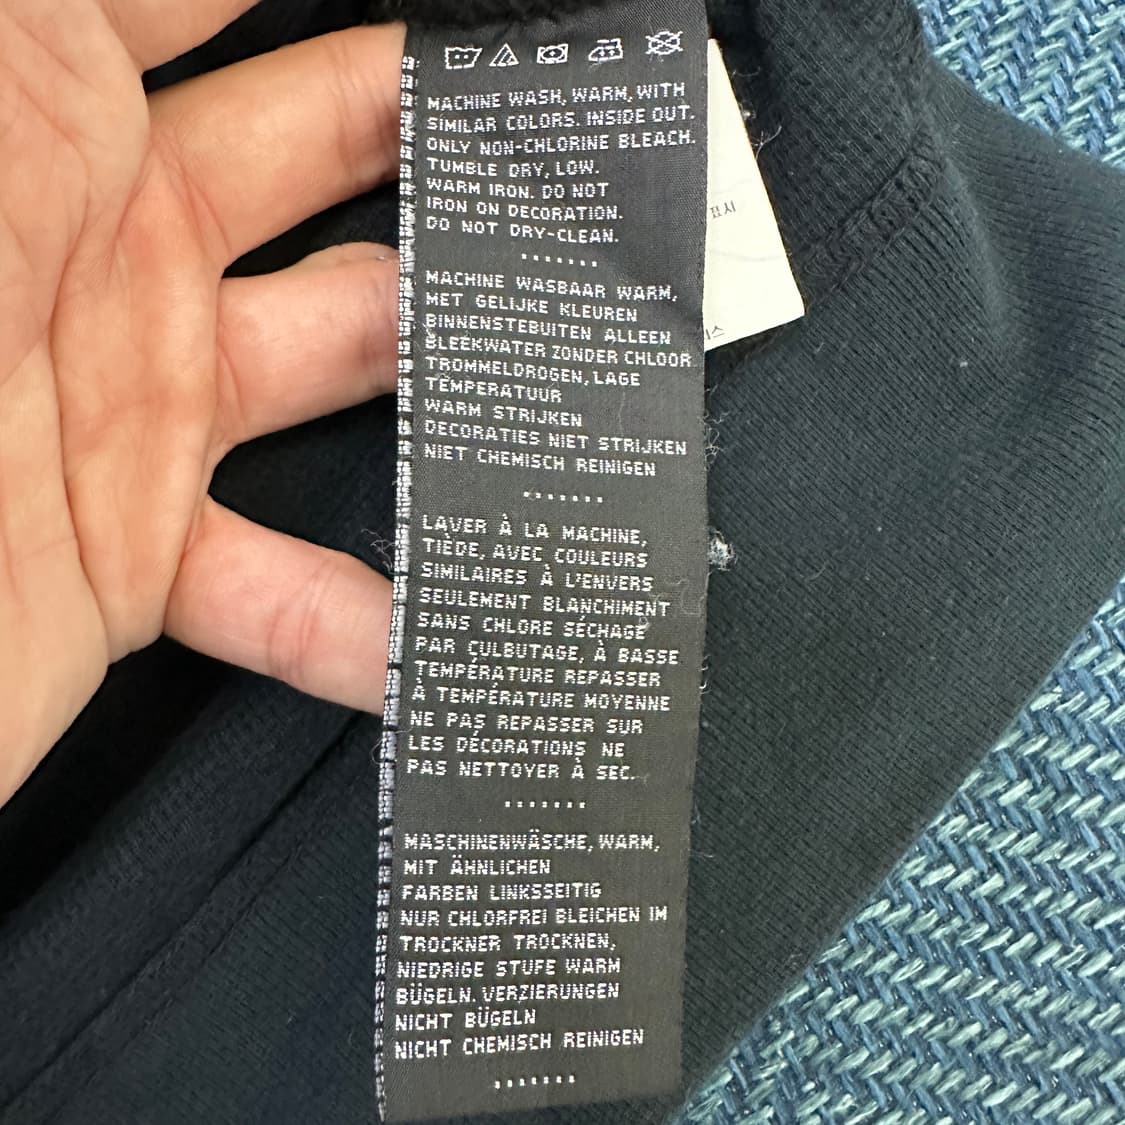 MACHINE WASH, WARM, WITH
SIMILAR COLORS. INSIDE OUT.
ONLY NON-CHLORINE BLEACH.
TUMBLE DRY, LOW.
WARM IRON. DO NOT
IRON ON DECORATION.
DO NOT DRY-CLEAN.
MACHINE WASBAAR WARM,
MET GELIJKE KLEUREN
BINNENSTEBUITEN ALLEEN
BLEEKWATER ZONDER CHLOOR
TROMMELDROGEN, LAGE
TEMPERATUUR
WARM STRIJKEN
DECORATIES NIET STRIJKEN
NIET CHEMISCH REINIGEN
LAVER À LA MACHINE,
TIÈDE, AVEC COULEURS
SIMILAIRES À L'ENVERS
SEULEMENT BLANCHIMENT
SANS CHLORE SÉCHAGE
PAR CULBUTAGE, À BASSE
TEMPÉRATURE REPASSER
À TEMPÉRATURE MOYENNE
NE PAS REPASSER SUR
LES DÉCORATIONS NE
PAS NETTOYER À SEC.
MASCHINENWÄSCHE, WARM,
MIT ÄHNLICHEN
FARBEN LINKSSEITIG
NUR CHLORFREI BLEICHEN IM
TROCKNER TROCKNEN,
NIEDRIGE STUFE WARM
BÜGELN. VERZIERUNGEN
NICHT BÜGELN
NICHT CHEMISCH REINIGEN
표시